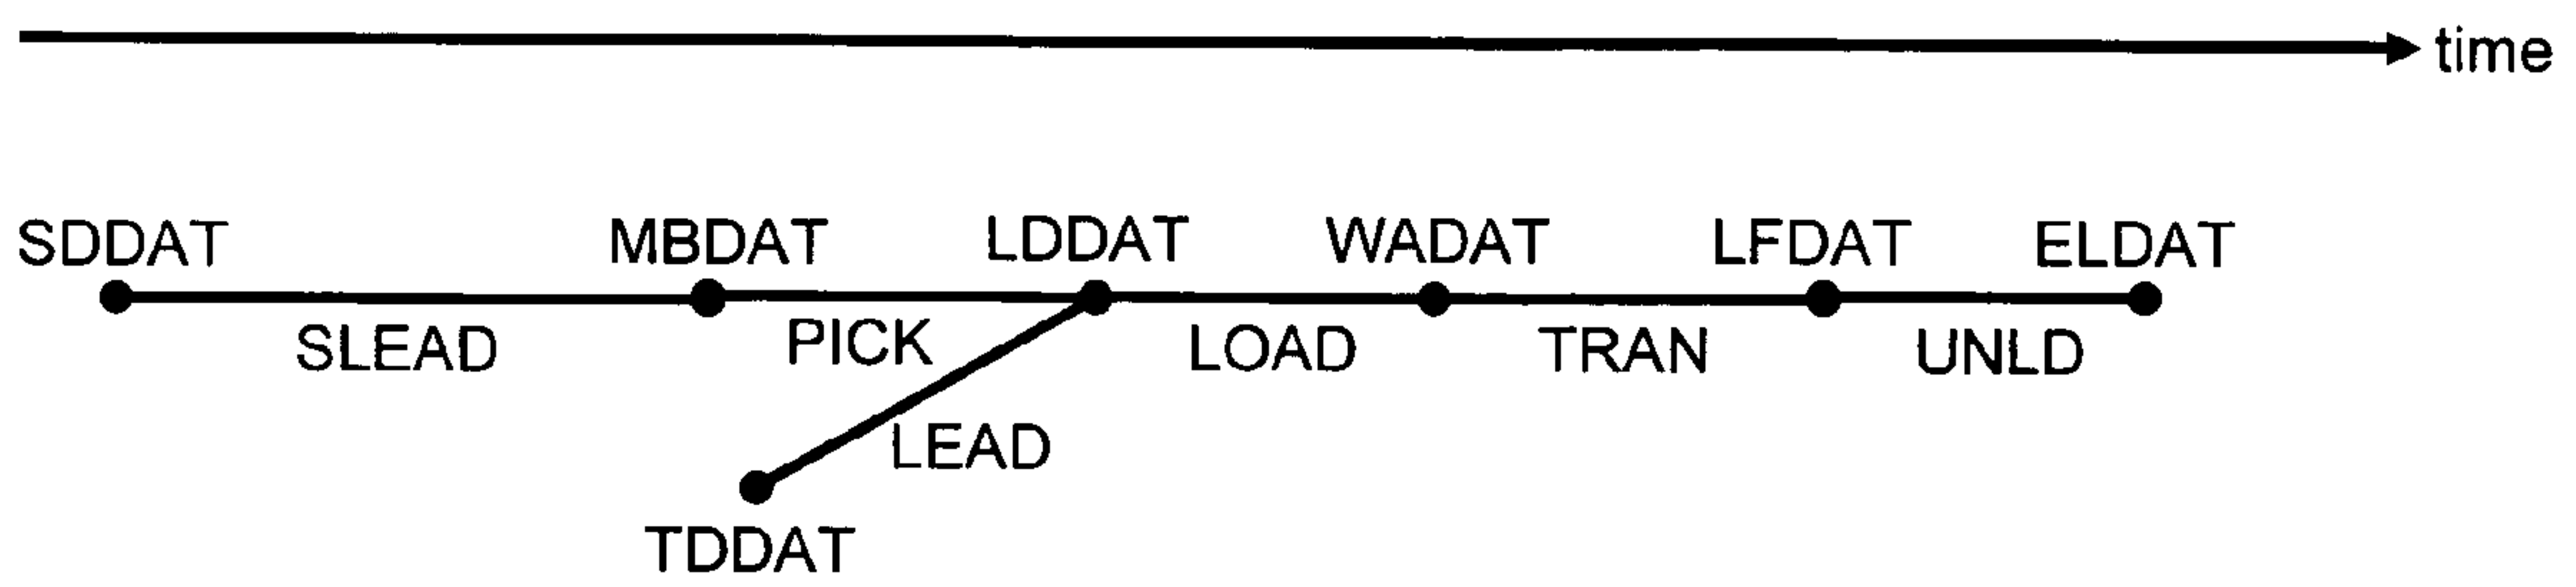 time
SDDAT MBDAT LDDAT WADAT LFDAT ELDAT
SLEAD PICK LOAD TRAN UNLD
LEAD
TDDAT